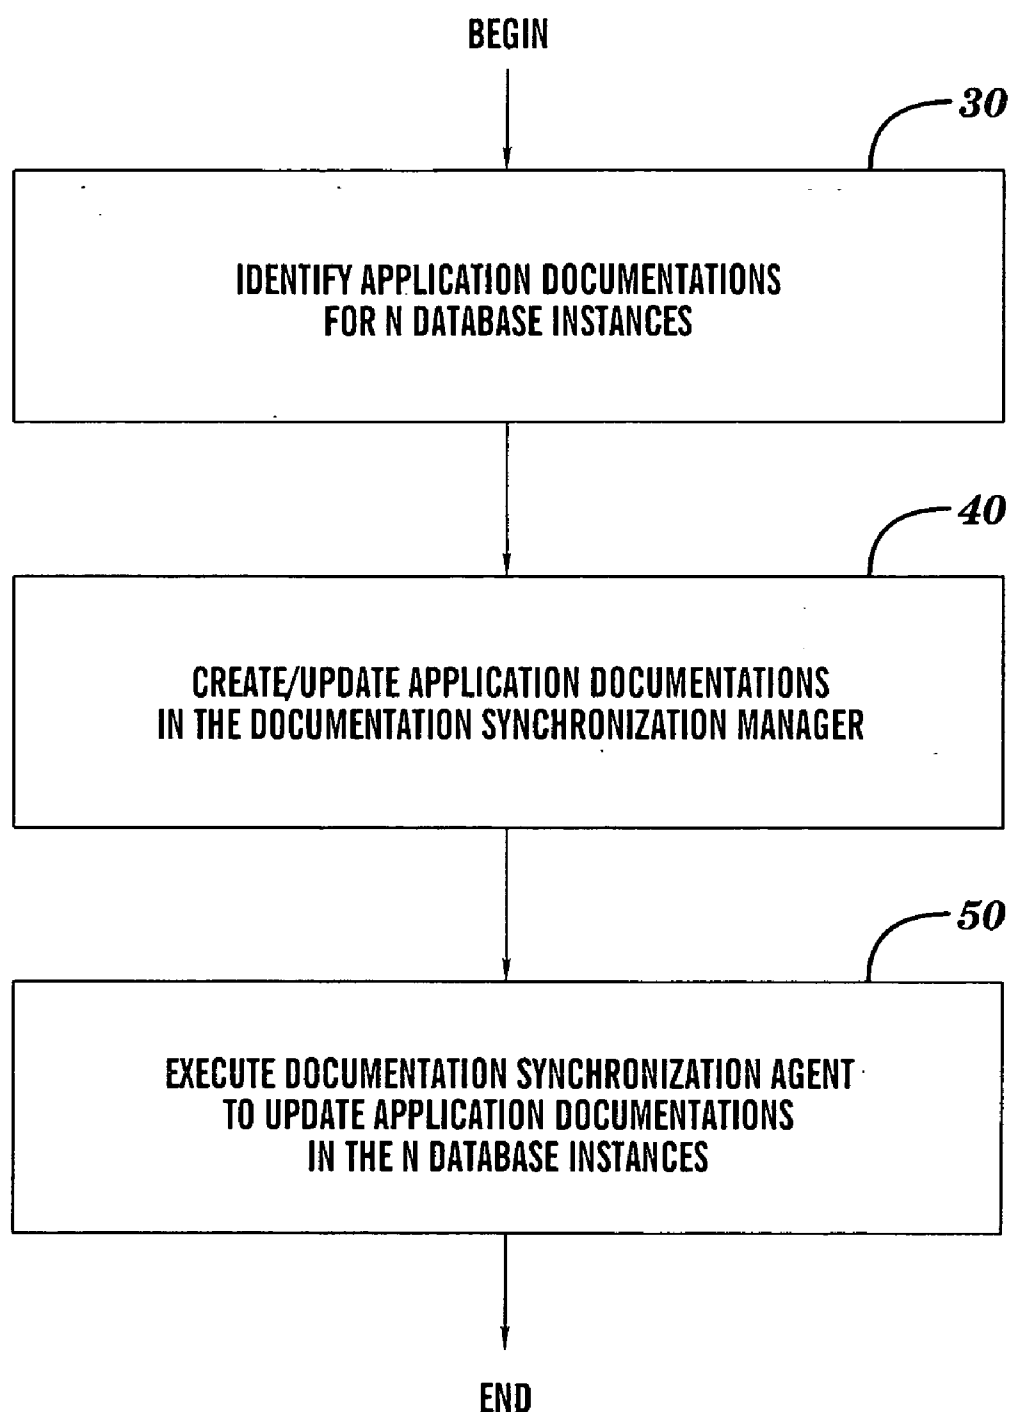 BEGIN
30
IDENTIFY APPLICATION DOCUMENTATIONS
FOR N DATABASE INSTANCES
40
CREATE/UPDATE APPLICATION DOCUMENTATIONS
IN THE DOCUMENTATION SYNCHRONIZATION MANAGER
50
EXECUTE DOCUMENTATION SYNCHRONIZATION AGENT
TO UPDATE APPLICATION DOCUMENTATIONS
IN THE N DATABASE INSTANCES
END